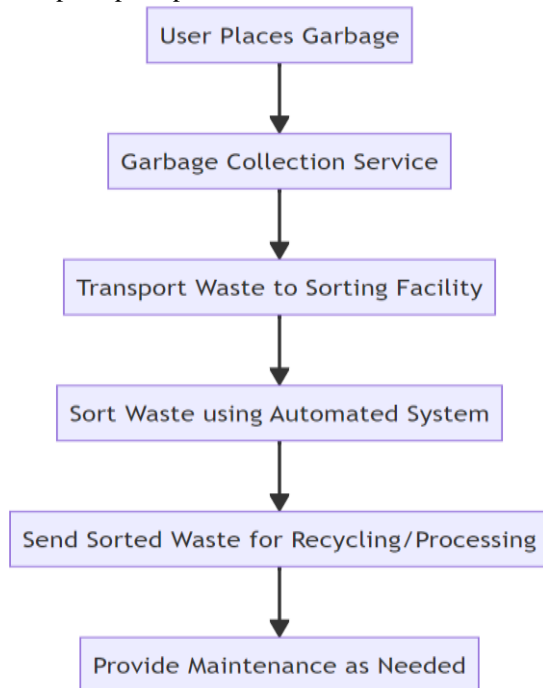 User Places Garbage
Garbage Collection Service
Transport Waste to Sorting Facility
Sort Waste using Automated System
Send Sorted Waste for Recycling/Processing
Provide Maintenance as Needed